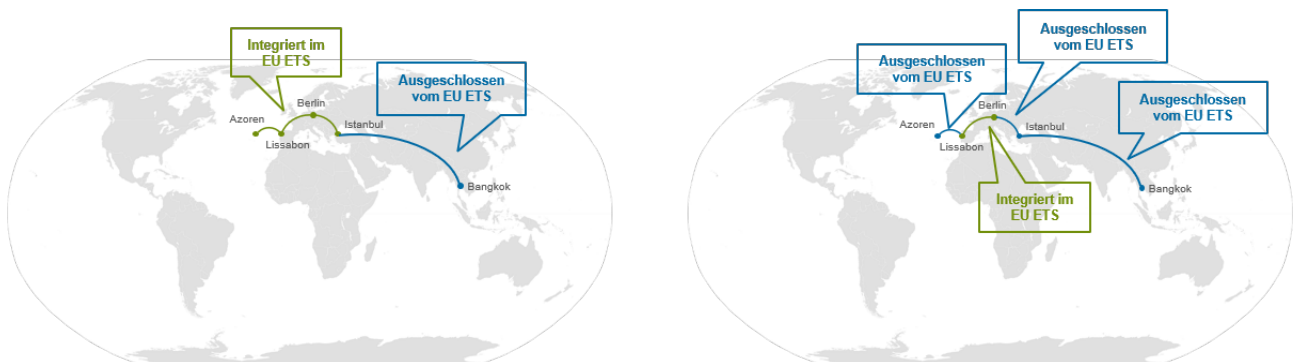 Integriert im
EU ETS
Ausgeschlossen
vom EU ETS
Berlin
Azoren
Istanbul
Lissabon
Bangkok
Ausgeschlossen
vom EU ETS
Ausgeschlossen
vom EU ETS
Ausgeschlossen
vom EU ETS
Berlin
Azoren
Istanbul
Lissabon
Bangkok
Integriert im
EU ETS